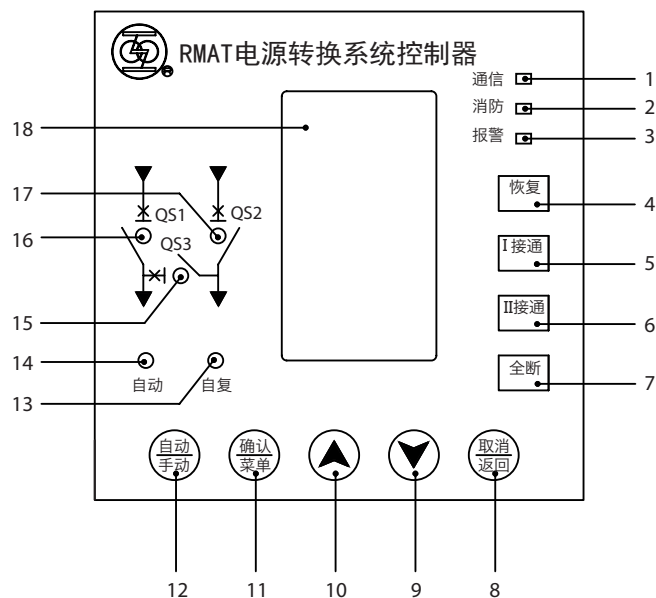 RMAT电源转换系统控制器
®
通信 1
消防 2
报警 3
18
恢复 4
17
QS1 QS2
16
QS3
I接通 5
15
II接通 6
14
自动 自复
全断 7
13
自动 确认 取消
手动 菜单 返回
12 11 10 9 8